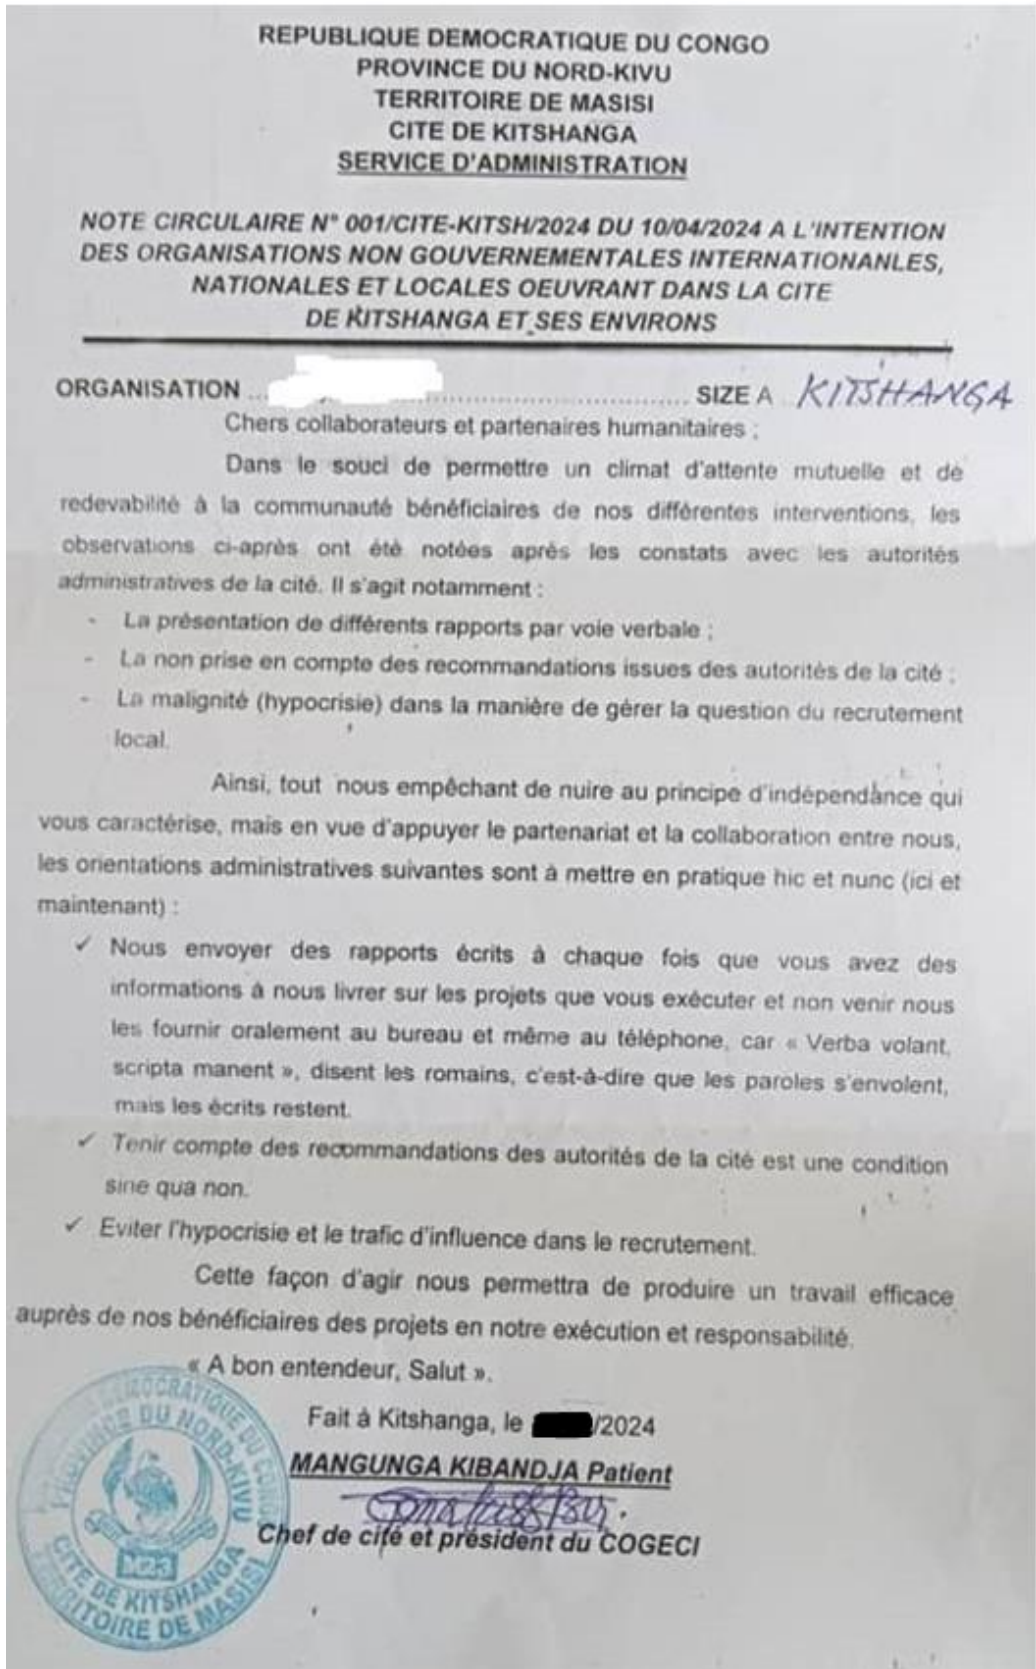 REPUBLIQUE DEMOCRATIQUE DU CONGO
PROVINCE DU NORD-KIVU
TERRITOIRE DE MASISI
CITE DE KITSHANGA
SERVICE D'ADMINISTRATION
NOTE CIRCULAIRE N° 001/CITE-KITSH/2024 DU 10/04/2024 A L'INTENTION
DES ORGANISATIONS NON GOUVERNEMENTALES INTERNATIONANLES,
NATIONALES ET LOCALES OEUVRANT DANS LA CITE
DE KITSHANGA ET SES ENVIRONS
ORGANISATION ... SIZE A KITSHANGA
Chers collaborateurs et partenaires humanitaires ;
Dans le souci de permettre un climat d'attente mutuelle et de
redevabilité à la communauté bénéficiaires de nos différentes interventions, les
observations ci-après ont été notées après les constats avec les autorités
administratives de la cité. Il s'agit notamment :
- La présentation de différents rapports par voie verbale ;
- La non prise en compte des recommandations issues des autorités de la cité ;
- La malignité (hypocrisie) dans la manière de gérer la question du recrutement
local.
Ainsi, tout nous empêchant de nuire au principe d'indépendance qui
vous caractérise, mais en vue d'appuyer le partenariat et la collaboration entre nous,
les orientations administratives suivantes sont à mettre en pratique hic et nunc (ici et
maintenant) :
✓ Nous envoyer des rapports écrits à chaque fois que vous avez des
informations à nous livrer sur les projets que vous exécuter et non venir nous
les fournir oralement au bureau et même au téléphone, car « Verba volant,
scripta manent », disent les romains, c'est-à-dire que les paroles s'envolent,
mais les écrits restent.
✓ Tenir compte des recommandations des autorités de la cité est une condition
sine qua non.
✓ Eviter l'hypocrisie et le trafic d'influence dans le recrutement.
Cette façon d'agir nous permettra de produire un travail efficace
auprès de nos bénéficiaires des projets en notre exécution et responsabilité.
« A bon entendeur, Salut ».
Fait à Kitshanga, le /2024
MANGUNGA KIBANDJA Patient
Chef de cité et président du COGECI
DEMOCRATIQUE DU CONGO
PROVINCE DU NORD-KIVU
M23
CITE DE KITSHANGA
TERRITOIRE DE MASISI